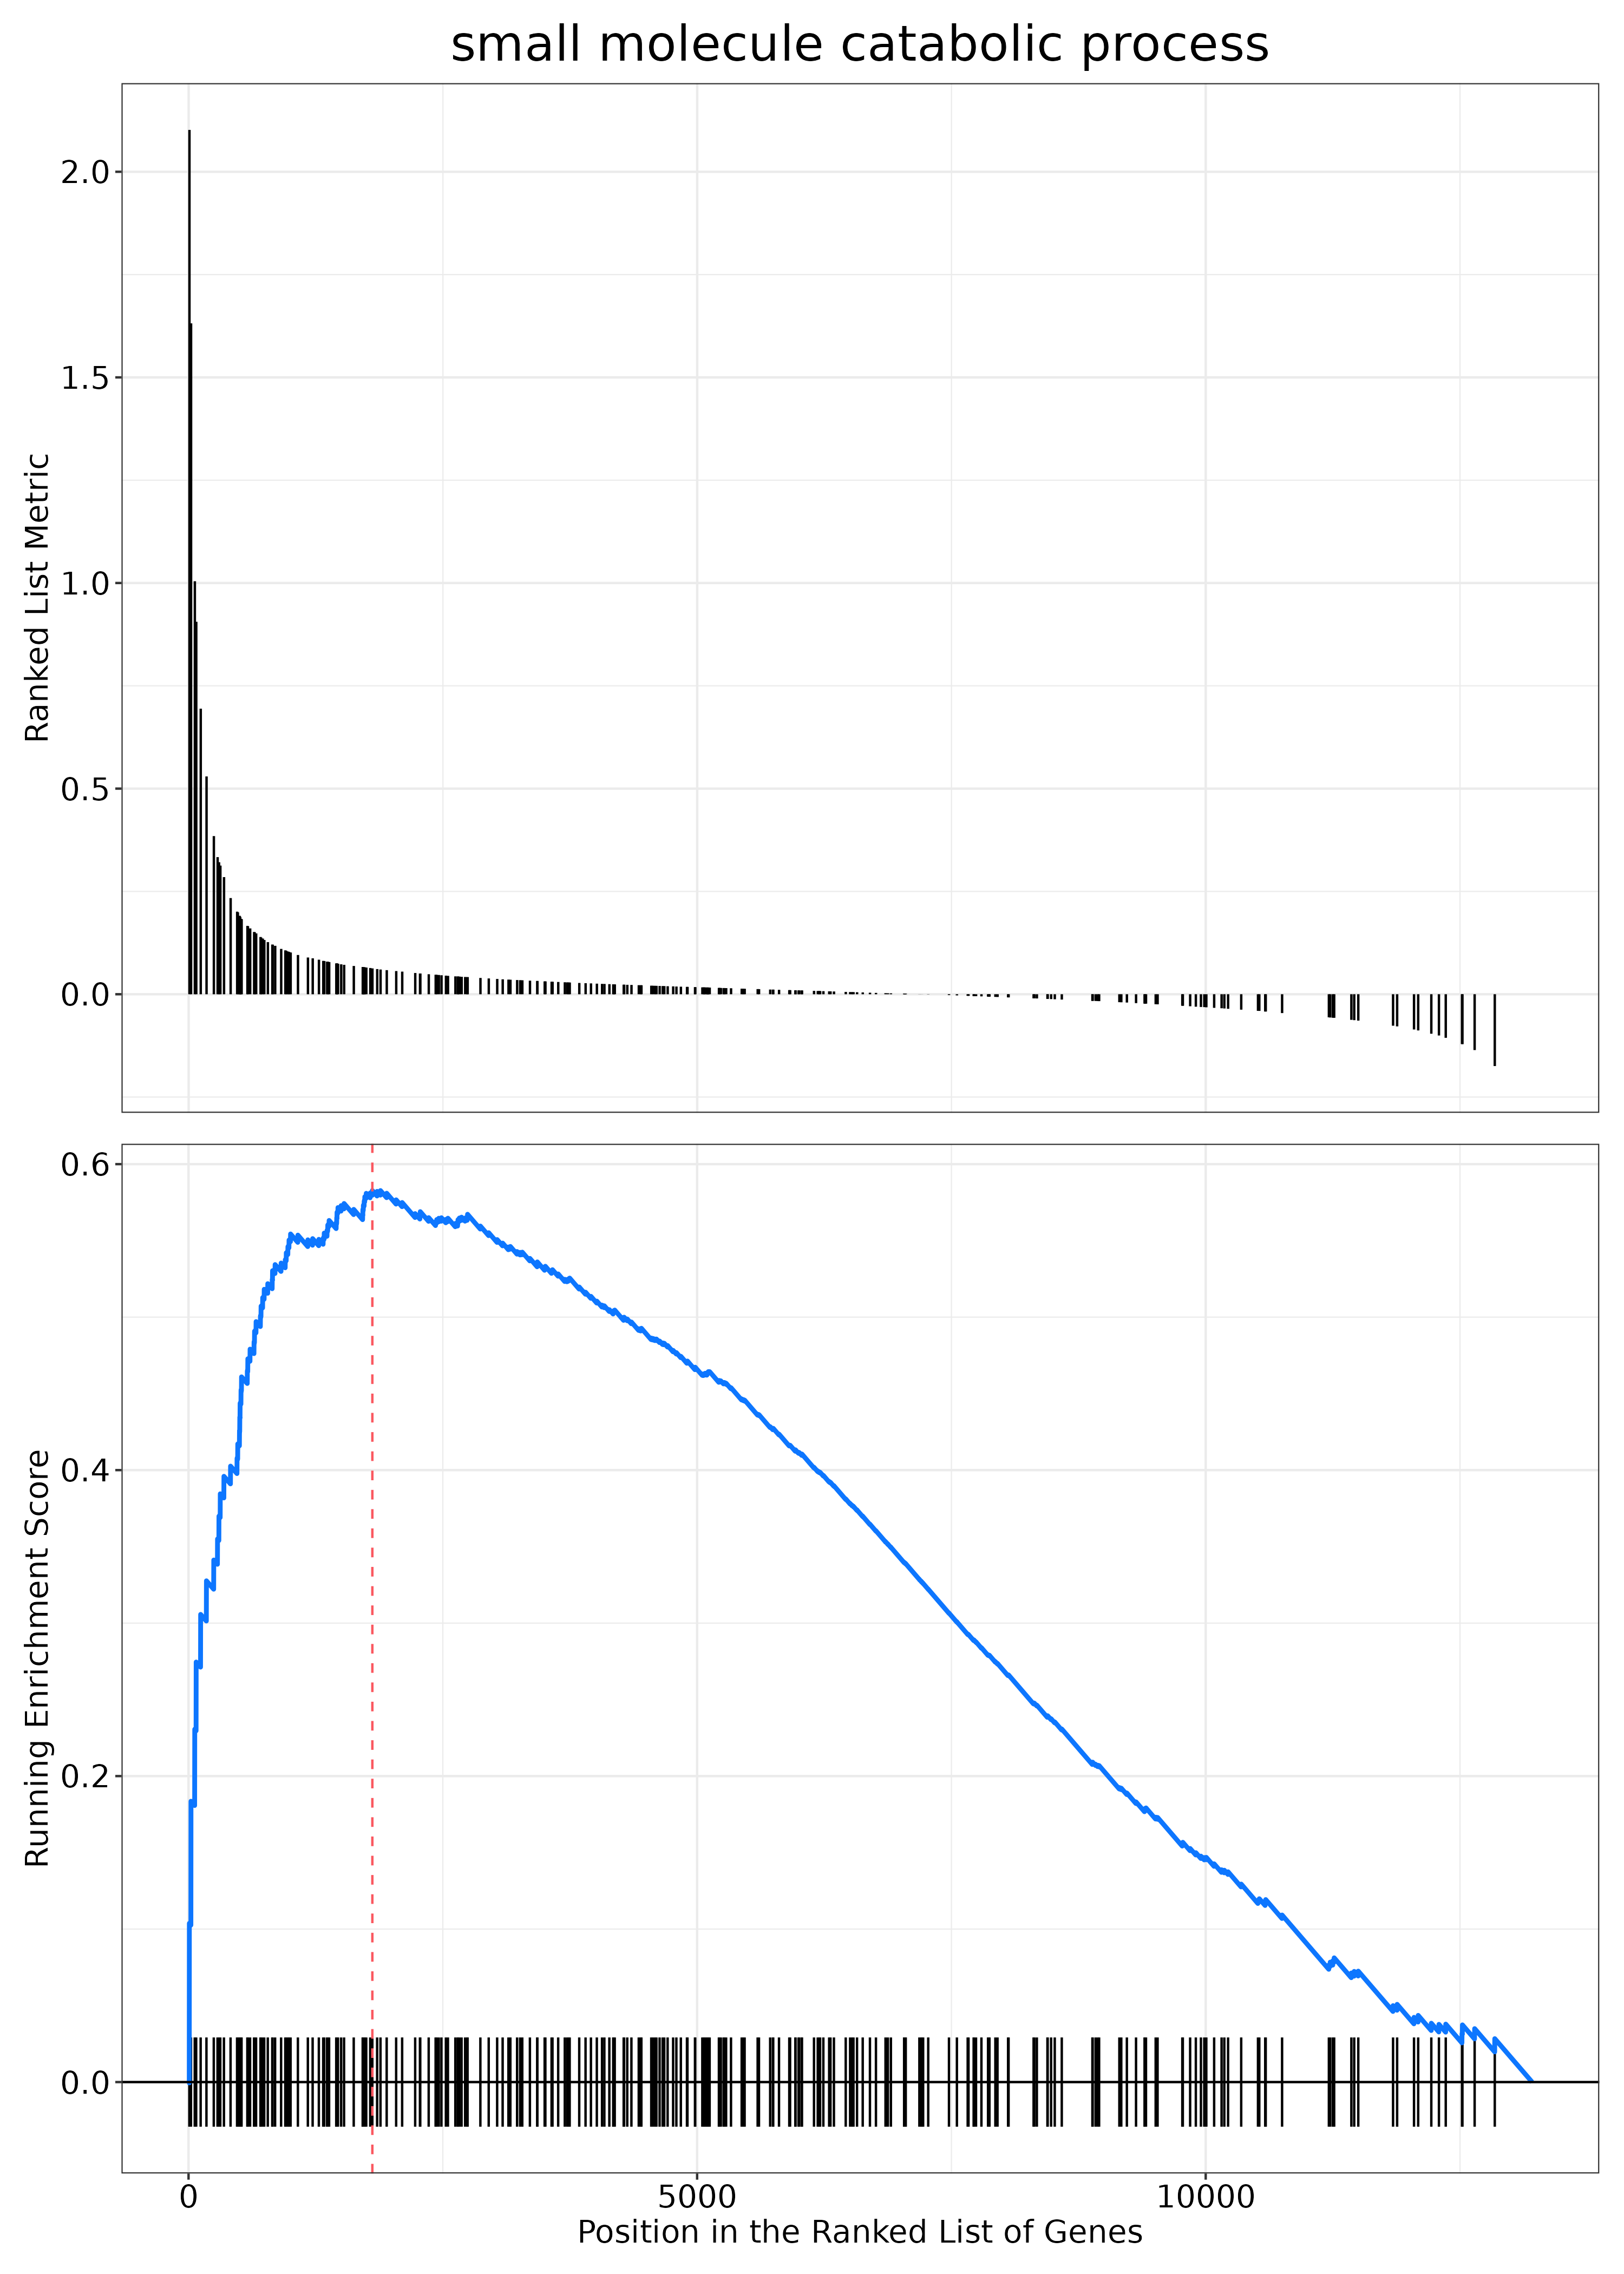 small molecule catabolic process
Ranked List Metric
2.0
1.5
1.0
0.5
0.0
Running Enrichment Score
0.6
0.4
0.2
0.0
0 5000 10000
Position in the Ranked List of Genes